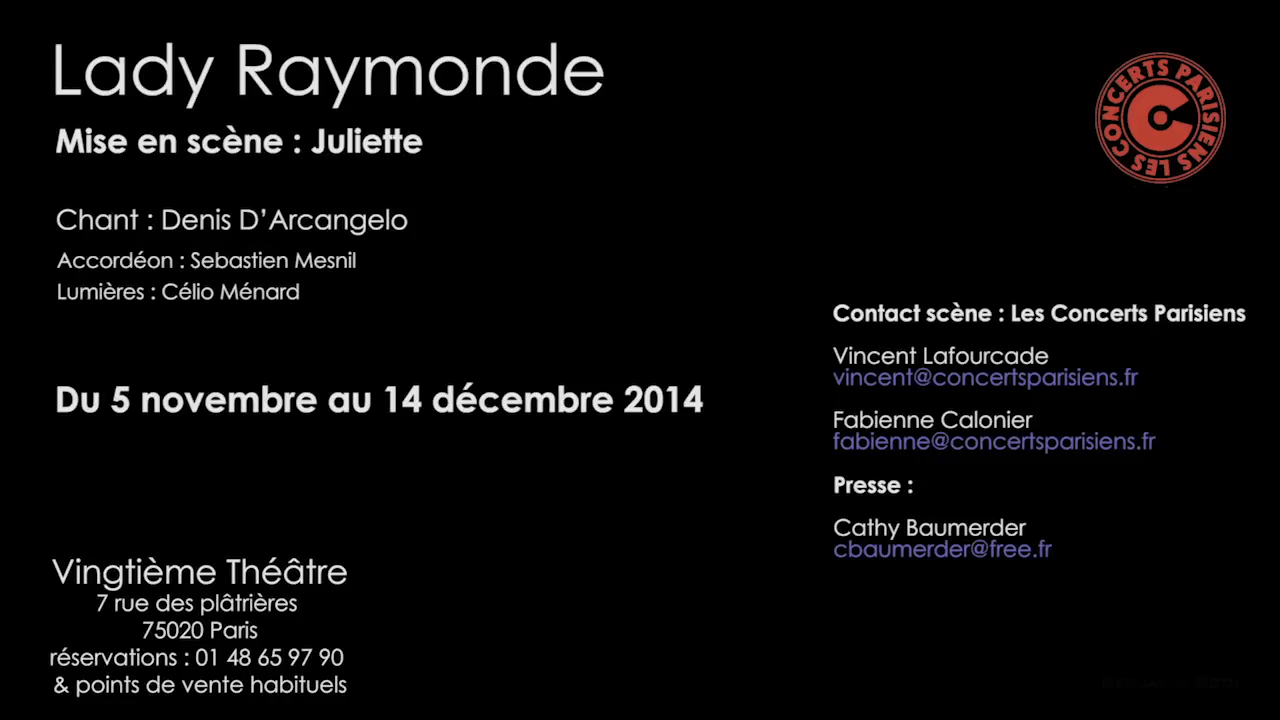 Lady Raymonde
Mise en scène : Juliette
Chant : Denis D'Arcangelo
Accordéon : Sebastien Mesnil
Lumières : Célio Ménard
Du 5 novembre au 14 décembre 2014
Vingtième Théâtre
7 rue des plâtrières
75020 Paris
réservations : 01 48 65 97 90
& points de vente habituels
LES CONCERTS PARISIENS
Contact scène : Les Concerts Parisiens
Vincent Lafourcade
vincent@concertsparisiens.fr
Fabienne Calonier
fabienne@concertsparisiens.fr
Presse :
Cathy Baumerder
cbaumerder@free.fr